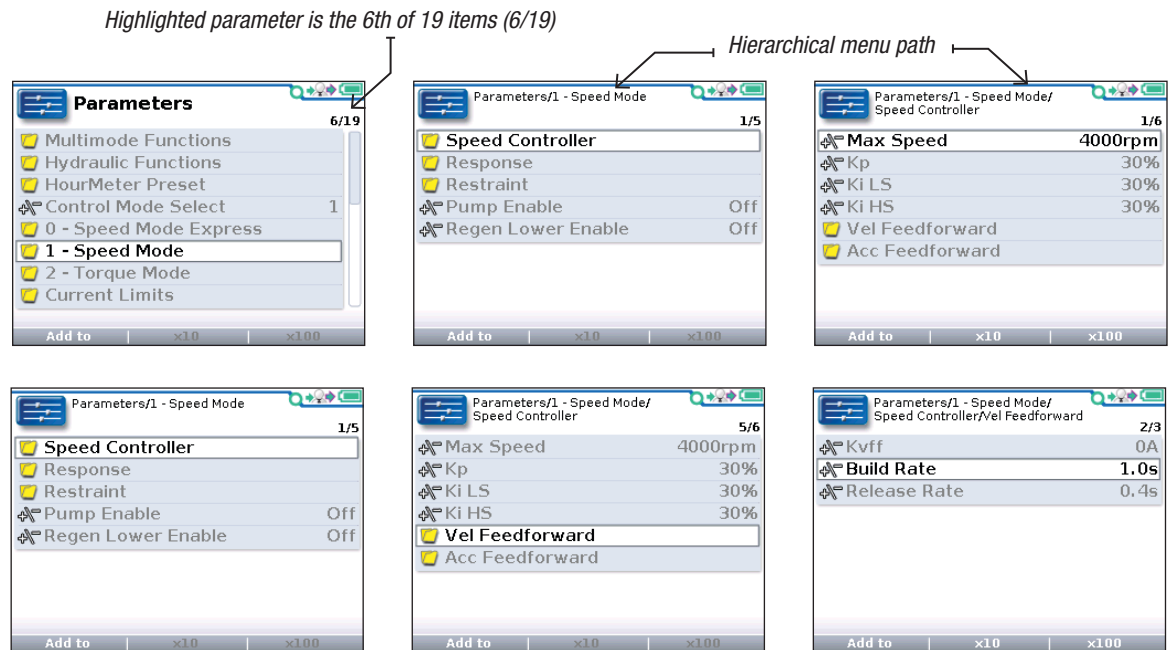 Highlighted parameter is the 6th of 19 items (6/19)
Hierarchical menu path
Parameters
6/19
Multimode Functions
Hydraulic Functions
HourMeter Preset
Control Mode Select 1
0 - Speed Mode Express
1 - Speed Mode
2 - Torque Mode
Current Limits
Add to | x10 | x100
Parameters/1 - Speed Mode
1/5
Speed Controller
Response
Restraint
Pump Enable Off
Regen Lower Enable Off
Add to | x10 | x100
Parameters/1 - Speed Mode/
Speed Controller
1/6
Max Speed 4000rpm
Kp 30%
Ki LS 30%
Ki HS 30%
Vel Feedforward
Acc Feedforward
Add to | x10 | x100
Parameters/1 - Speed Mode
1/5
Speed Controller
Response
Restraint
Pump Enable Off
Regen Lower Enable Off
Add to | x10 | x100
Parameters/1 - Speed Mode/
Speed Controller
5/6
Max Speed 4000rpm
Kp 30%
Ki LS 30%
Ki HS 30%
Vel Feedforward
Acc Feedforward
Add to | x10 | x100
Parameters/1 - Speed Mode/
Speed Controller/Vel Feedforward
2/3
Kvff 0A
Build Rate 1.0s
Release Rate 0.4s
Add to | x10 | x100